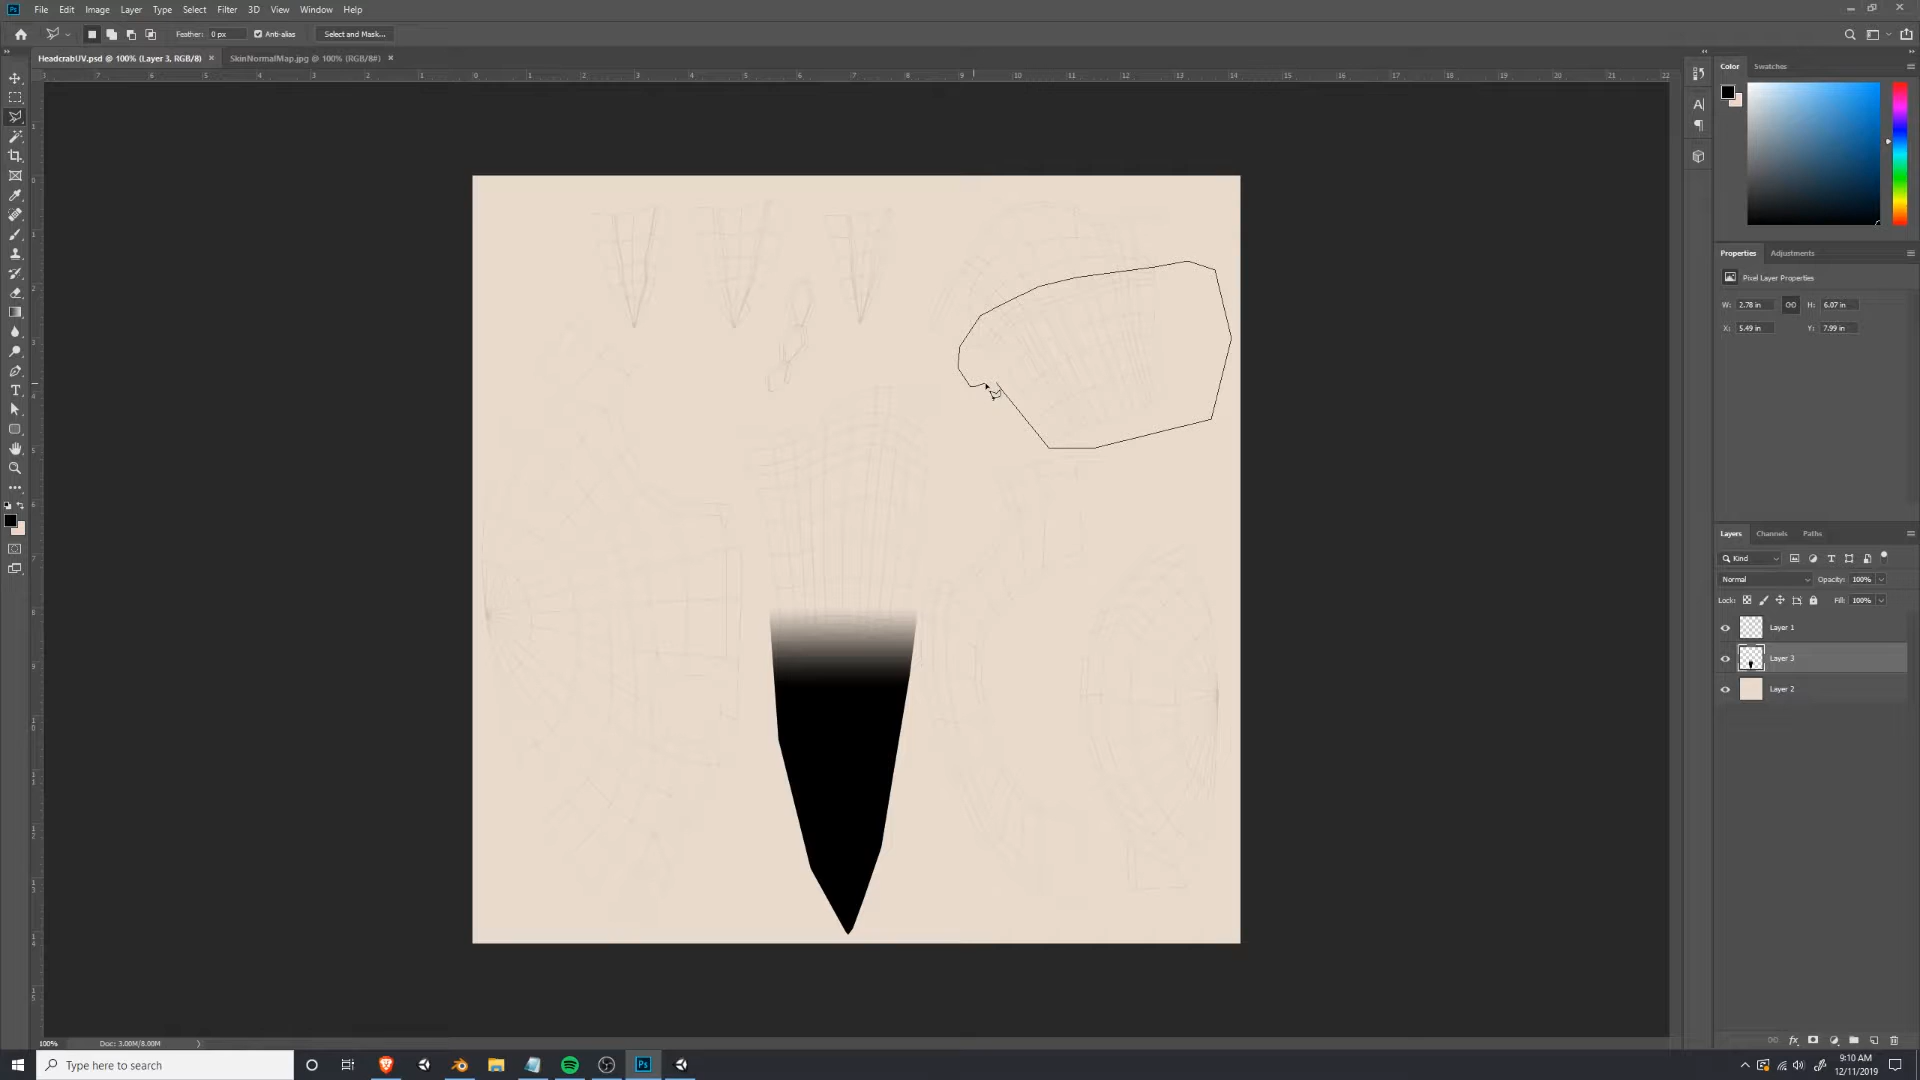 Ps File Edit Image Layer Type Select Filter 3D View Window Help
Feather: 0 px Anti-alias Select and Mask...
HeadcrabUV.psd @ 100% (Layer 3, RGB/8) × SkinNormalMap.jpg @ 100% (RGB/8#) ×
Color Swatches
Properties Adjustments
Pixel Layer Properties
W: 2.78 in H: 6.07 in
X: 5.49 in Y: 7.99 in
Layers Channels Paths
Kind
Normal Opacity: 100%
Lock: Fill: 100%
Layer 1
Layer 3
Layer 2
100% Doc: 3.00M/8.00M
Type here to search
9:10 AM
12/11/2019